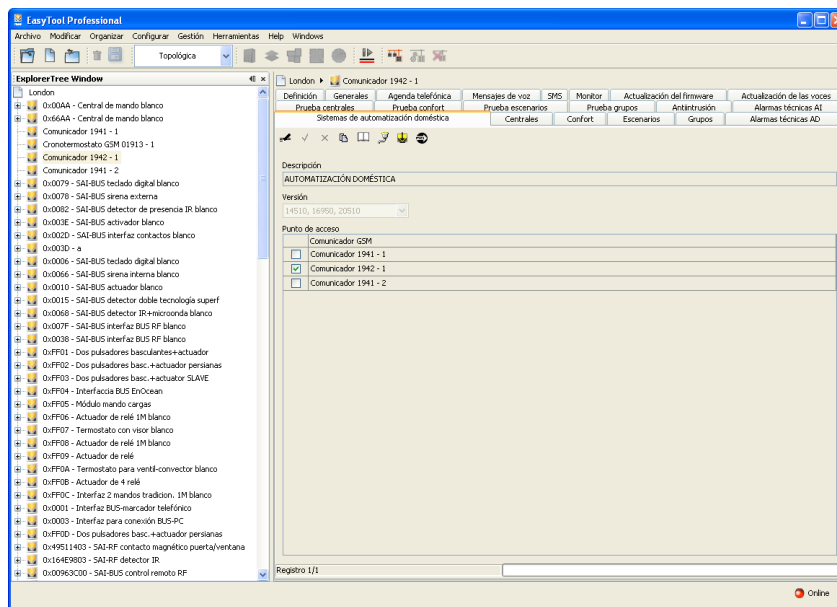 EasyTool Professional
Archivo Modificar Organizar Configurar Gestión Herramientas Help Windows
Topológica
ExplorerTree Window
London
0x00AA - Central de mando blanco
0x66AA - Central de mando blanco
Comunicador 1941 - 1
Cronotermostato GSM 01913 - 1
Comunicador 1942 - 1
Comunicador 1941 - 2
0x0079 - SAI-BUS teclado digital blanco
0x0078 - SAI-BUS sirena externa
0x0082 - SAI-BUS detector de presencia IR blanco
0x003E - SAI-BUS activador blanco
0x002D - SAI-BUS interfaz contactos blanco
0x003D - a
0x0006 - SAI-BUS teclado digital blanco
0x0066 - SAI-BUS sirena interna blanco
0x0010 - SAI-BUS actuador blanco
0x0015 - SAI-BUS detector doble tecnología superf
0x0068 - SAI-BUS detector IR+microonda blanco
0x007F - SAI-BUS interfaz BUS RF blanco
0x0038 - SAI-BUS interfaz BUS RF blanco
0xFF01 - Dos pulsadores basculantes+actuador
0xFF02 - Dos pulsadores basc.+actuador persianas
0xFF03 - Dos pulsadores basc.+actuator SLAVE
0xFF04 - Interfaccia BUS EnOcean
0xFF05 - Módulo mando cargas
0xFF06 - Actuador de relé 1M blanco
0xFF07 - Termostato con visor blanco
0xFF08 - Actuador de relé 1M blanco
0xFF09 - Actuador de relé
0xFF0A - Termostato para ventil-convector blanco
0xFF0B - Actuador de 4 relé
0xFF0C - Interfaz 2 mandos tradicion. 1M blanco
0x0001 - Interfaz BUS-marcador telefónico
0x0003 - Interfaz para conexión BUS-PC
0xFF0D - Dos pulsadores basc.+actuador persianas
0x49511403 - SAI-RF contacto magnético puerta/ventana
0x164E9803 - SAI-RF detector IR
0x00963C00 - SAI-BUS control remoto RF
London Comunicador 1942 - 1
Definición Generales Agenda telefónica Mensajes de voz SMS Monitor Actualización del firmware Actualización de las voces
Prueba centrales Prueba confort Prueba escenarios Prueba grupos Antintrusión Alarmas técnicas AI
Sistemas de automatización doméstica Centrales Confort Escenarios Grupos Alarmas técnicas AD
Descripción
AUTOMATIZACIÓN DOMÉSTICA
Versión
14510, 16950, 20510
Punto de acceso
Comunicador GSM
Comunicador 1941 - 1
Comunicador 1942 - 1
Comunicador 1941 - 2
Registro 1/1
Online